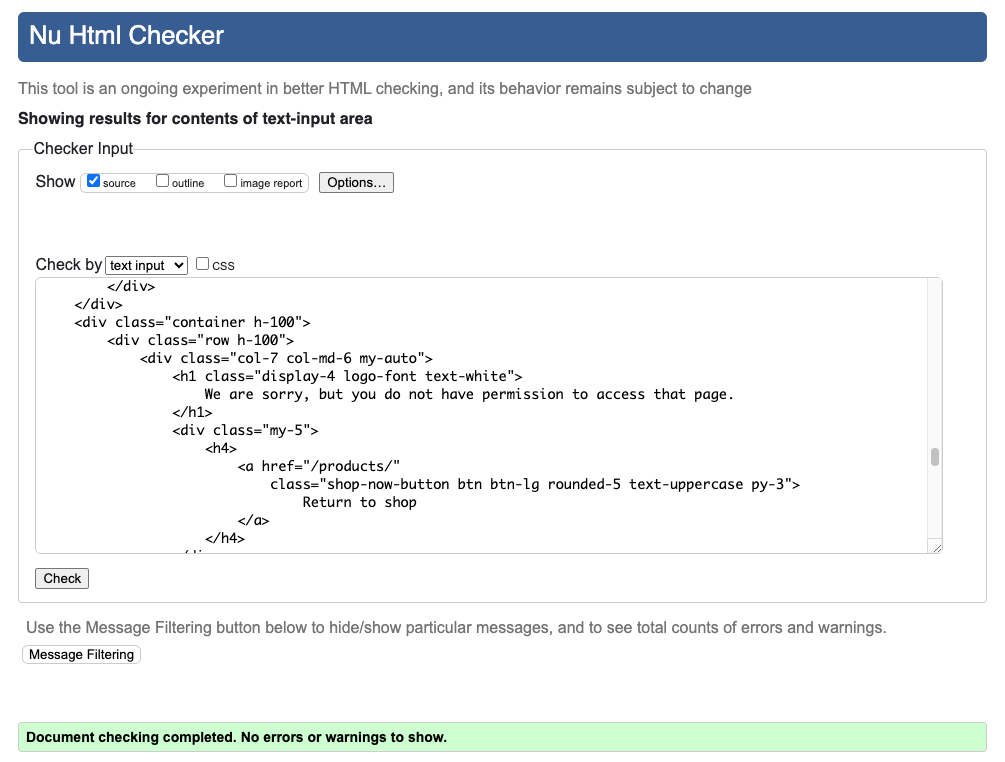 Nu Html Checker
This tool is an ongoing experiment in better HTML checking, and its behavior remains subject to change
Showing results for contents of text-input area
Checker Input
Show source outline image report Options...
Check by text input CSS
</div>
</div>
<div class="container h-100">
<div class="row h-100">
<div class="col-7 col-md-6 my-auto">
<h1 class="display-4 logo-font text-white">
We are sorry, but you do not have permission to access that page.
</h1>
<div class="my-5">
<h4>
<a href="/products/"
class="shop-now-button btn btn-lg rounded-5 text-uppercase py-3">
Return to shop
</a>
</h4>
Check
Use the Message Filtering button below to hide/show particular messages, and to see total counts of errors and warnings.
Message Filtering
Document checking completed. No errors or warnings to show.